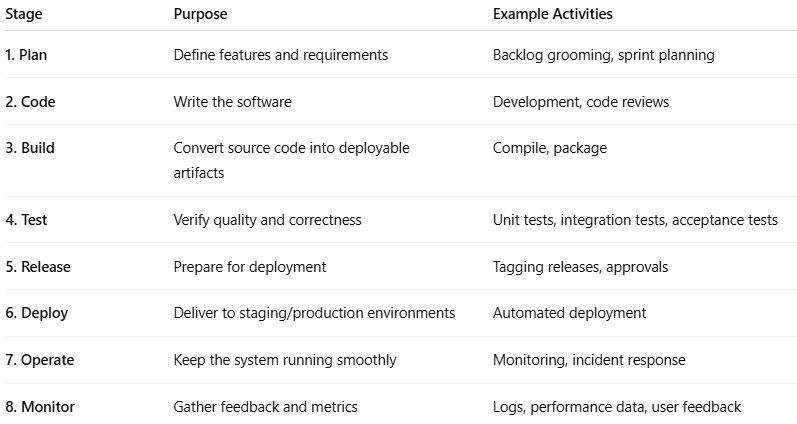 Stage Purpose Example Activities
1. Plan Define features and requirements Backlog grooming, sprint planning
2. Code Write the software Development, code reviews
3. Build Convert source code into deployable artifacts Compile, package
4. Test Verify quality and correctness Unit tests, integration tests, acceptance tests
5. Release Prepare for deployment Tagging releases, approvals
6. Deploy Deliver to staging/production environments Automated deployment
7. Operate Keep the system running smoothly Monitoring, incident response
8. Monitor Gather feedback and metrics Logs, performance data, user feedback